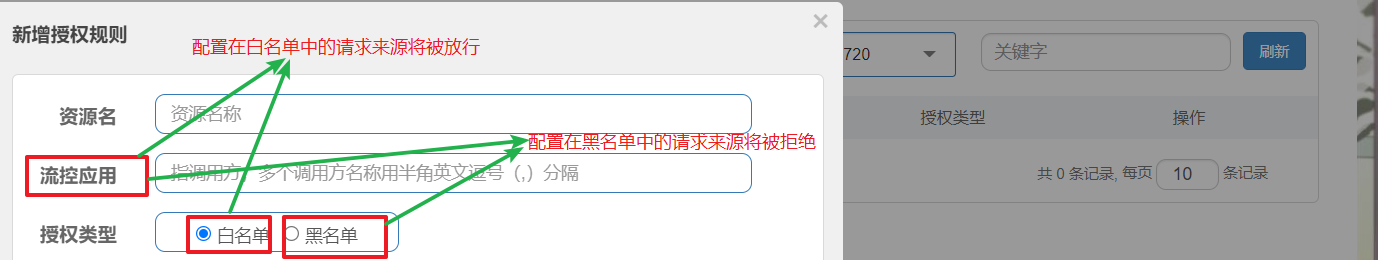 新增授权规则
×
配置在白名单中的请求来源将被放行
720
关键字
刷新
资源名
资源名称
授权类型
操作
配置在黑名单中的请求来源将被拒绝
流控应用
指调用方，多个调用方名称用半角英文逗号（,）分隔
共 0 条记录, 每页 10 条记录
授权类型
白名单
黑名单